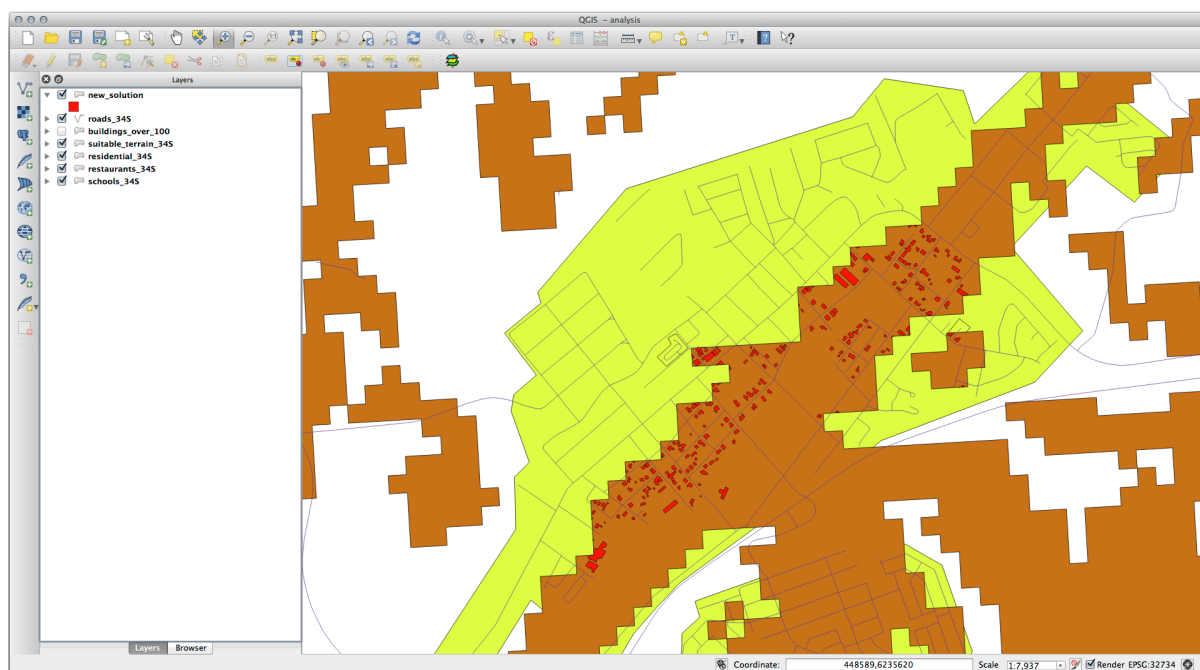 QGIS - analysis
Layers
new_solution
roads_34S
buildings_over_100
suitable_terrain_34S
residential_34S
restaurants_34S
schools_34S
Layers
Browser
Coordinate:
448589,6235620
Scale
1:7,937
Render
EPSG:32734